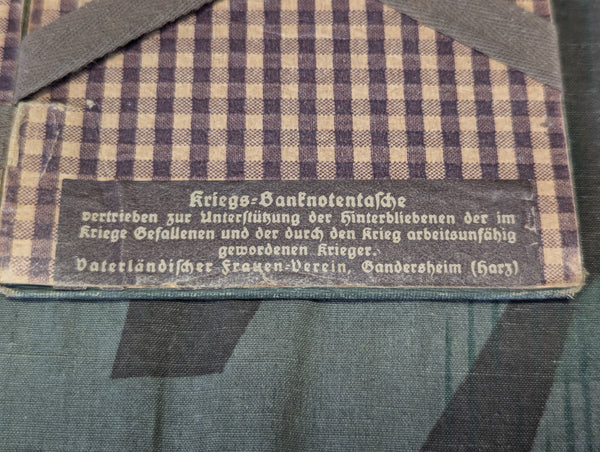 Kriegs-Banknotentasche
vertrieben zur Unterstützung der Hinterbliebenen der im
Kriege Gefallenen und der durch den Krieg arbeitsunfähig
gewordenen Krieger.
Vaterländischer Frauen-Verein, Gandersheim (Harz)